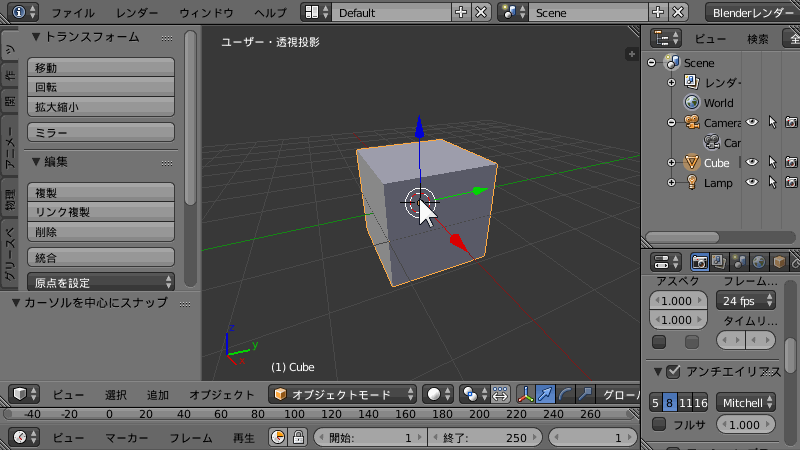 ファイル レンダー ウィンドウ ヘルプ Default Scene Blenderレンダー
トランスフォーム
移動
回転
拡大縮小
ミラー
編集
複製
リンク複製
削除
統合
原点を設定
カーソルを中心にスナップ
ツ
作
関
アニメー
物理
グリースペ
ユーザー・透視投影
z
y
x
(1) Cube
ビュー 検索 全
Scene
レンダー
World
Camera
Car
Cube
Lamp
アスペク フレーム...
1.000 24 fps
1.000 タイムリ...
アンチエイリアス
5 8 11 16 Mitchell
フルサ 1.000
ビュー 選択 追加 オブジェクト オブジェクトモード グローバ
-40 -20 0 20 40 60 80 100 120 140 160 180 200 220 240 260
ビュー マーカー フレーム 再生 開始: 1 終了: 250 1